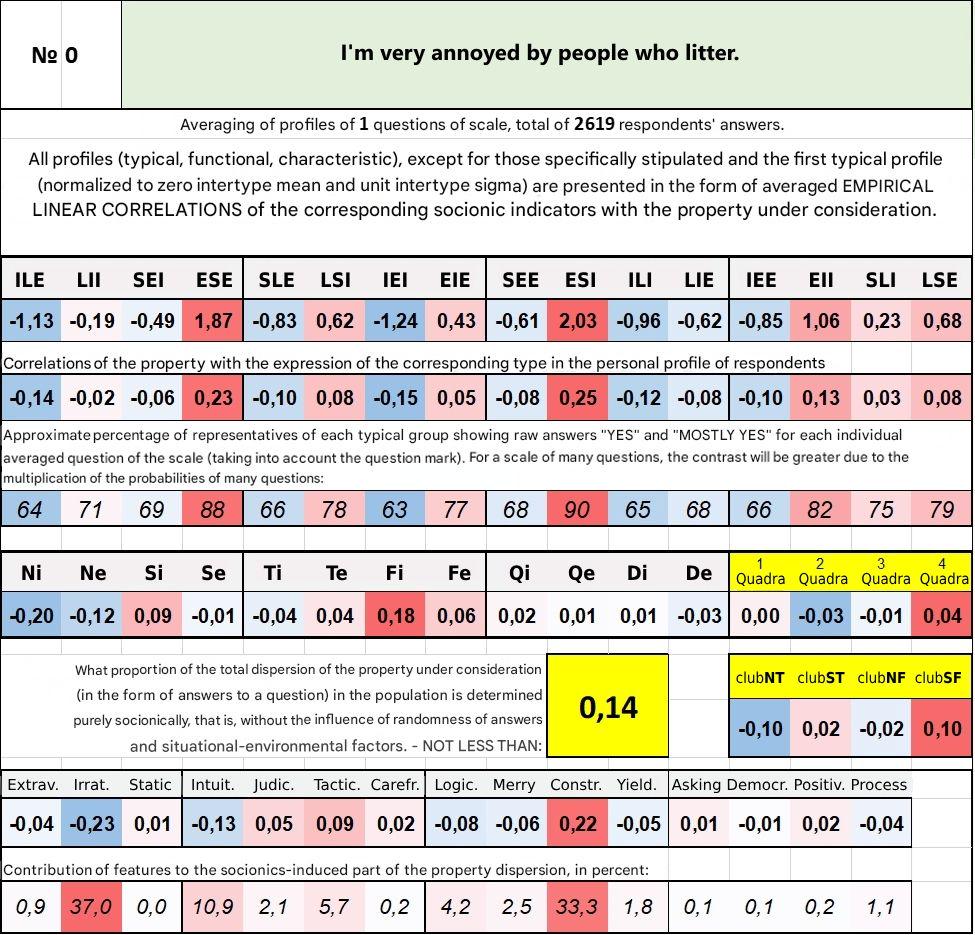 № 0
I'm very annoyed by people who litter.
Averaging of profiles of 1 questions of scale, total of 2619 respondents' answers.
All profiles (typical, functional, characteristic), except for those specifically stipulated and the first typical profile
(normalized to zero intertype mean and unit intertype sigma) are presented in the form of averaged EMPIRICAL
LINEAR CORRELATIONS of the corresponding socionic indicators with the property under consideration.
ILE LII SEI ESE SLE LSI IEI EIE SEE ESI ILI LIE IEE EII SLI LSE
-1,13 -0,19 -0,49 1,87 -0,83 0,62 -1,24 0,43 -0,61 2,03 -0,96 -0,62 -0,85 1,06 0,23 0,68
Correlations of the property with the expression of the corresponding type in the personal profile of respondents
-0,14 -0,02 -0,06 0,23 -0,10 0,08 -0,15 0,05 -0,08 0,25 -0,12 -0,08 -0,10 0,13 0,03 0,08
Approximate percentage of representatives of each typical group showing raw answers "YES" and "MOSTLY YES" for each individual
averaged question of the scale (taking into account the question mark). For a scale of many questions, the contrast will be greater due to the
multiplication of the probabilities of many questions:
64 71 69 88 66 78 63 77 68 90 65 68 66 82 75 79
Ni Ne Si Se Ti Te Fi Fe Qi Qe Di De 1 Quadra 2 Quadra 3 Quadra 4 Quadra
-0,20 -0,12 0,09 -0,01 -0,04 0,04 0,18 0,06 0,02 0,01 0,01 -0,03 0,00 -0,03 -0,01 0,04
What proportion of the total dispersion of the property under consideration
(in the form of answers to a question) in the population is determined
purely socionically, that is, without the influence of randomness of answers
and situational-environmental factors. - NOT LESS THAN:
0,14
clubNT clubST clubNF clubSF
-0,10 0,02 -0,02 0,10
Extrav. Irrat. Static Intuit. Judic. Tactic. Carefr. Logic. Merry Constr. Yield. Asking Democr. Positiv. Process
-0,04 -0,23 0,01 -0,13 0,05 0,09 0,02 -0,08 -0,06 0,22 -0,05 0,01 -0,01 0,02 -0,04
Contribution of features to the socionics-induced part of the property dispersion, in percent:
0,9 37,0 0,0 10,9 2,1 5,7 0,2 4,2 2,5 33,3 1,8 0,1 0,1 0,2 1,1